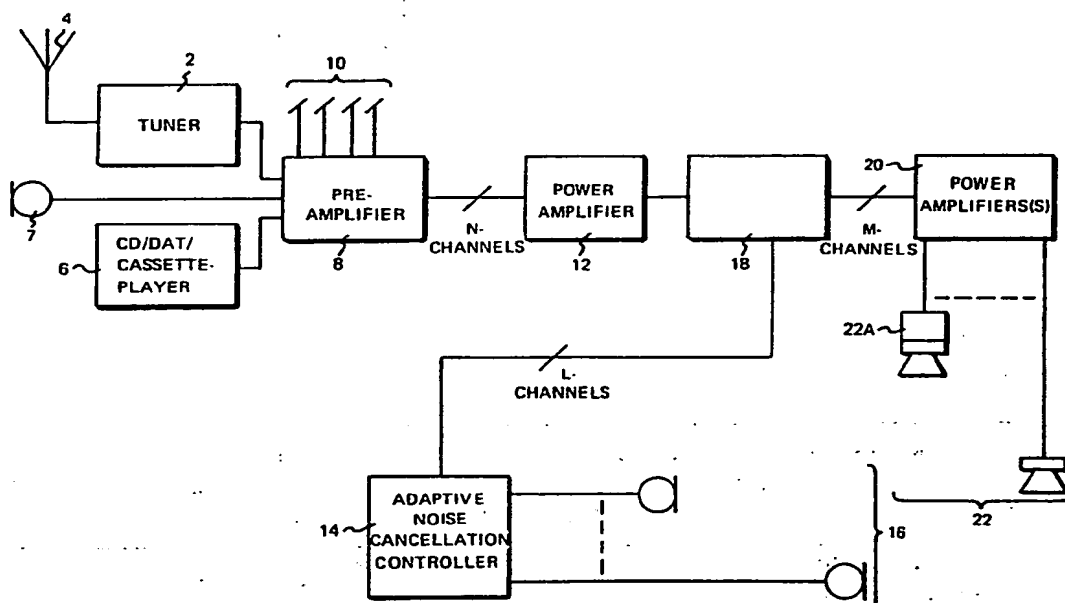 4
2
TUNER
10
7
PRE-
AMPLIFIER
8
N-
CHANNELS
POWER
AMPLIFIER
12
18
M-
CHANNELS
20
POWER
AMPLIFIERS(S)
6
CD/DAT/
CASSETTE-
PLAYER
22A
L-
CHANNELS
14
ADAPTIVE
NOISE
CANCELLATION
CONTROLLER
16
22